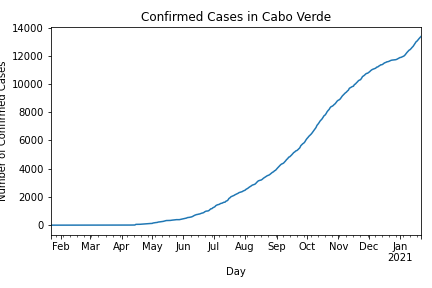 Confirmed Cases in Cabo Verde
14000
12000
10000
8000
6000
4000
2000
0
Number of Confirmed Cases
Feb Mar Apr May Jun Jul Aug Sep Oct Nov Dec Jan
2021
Day